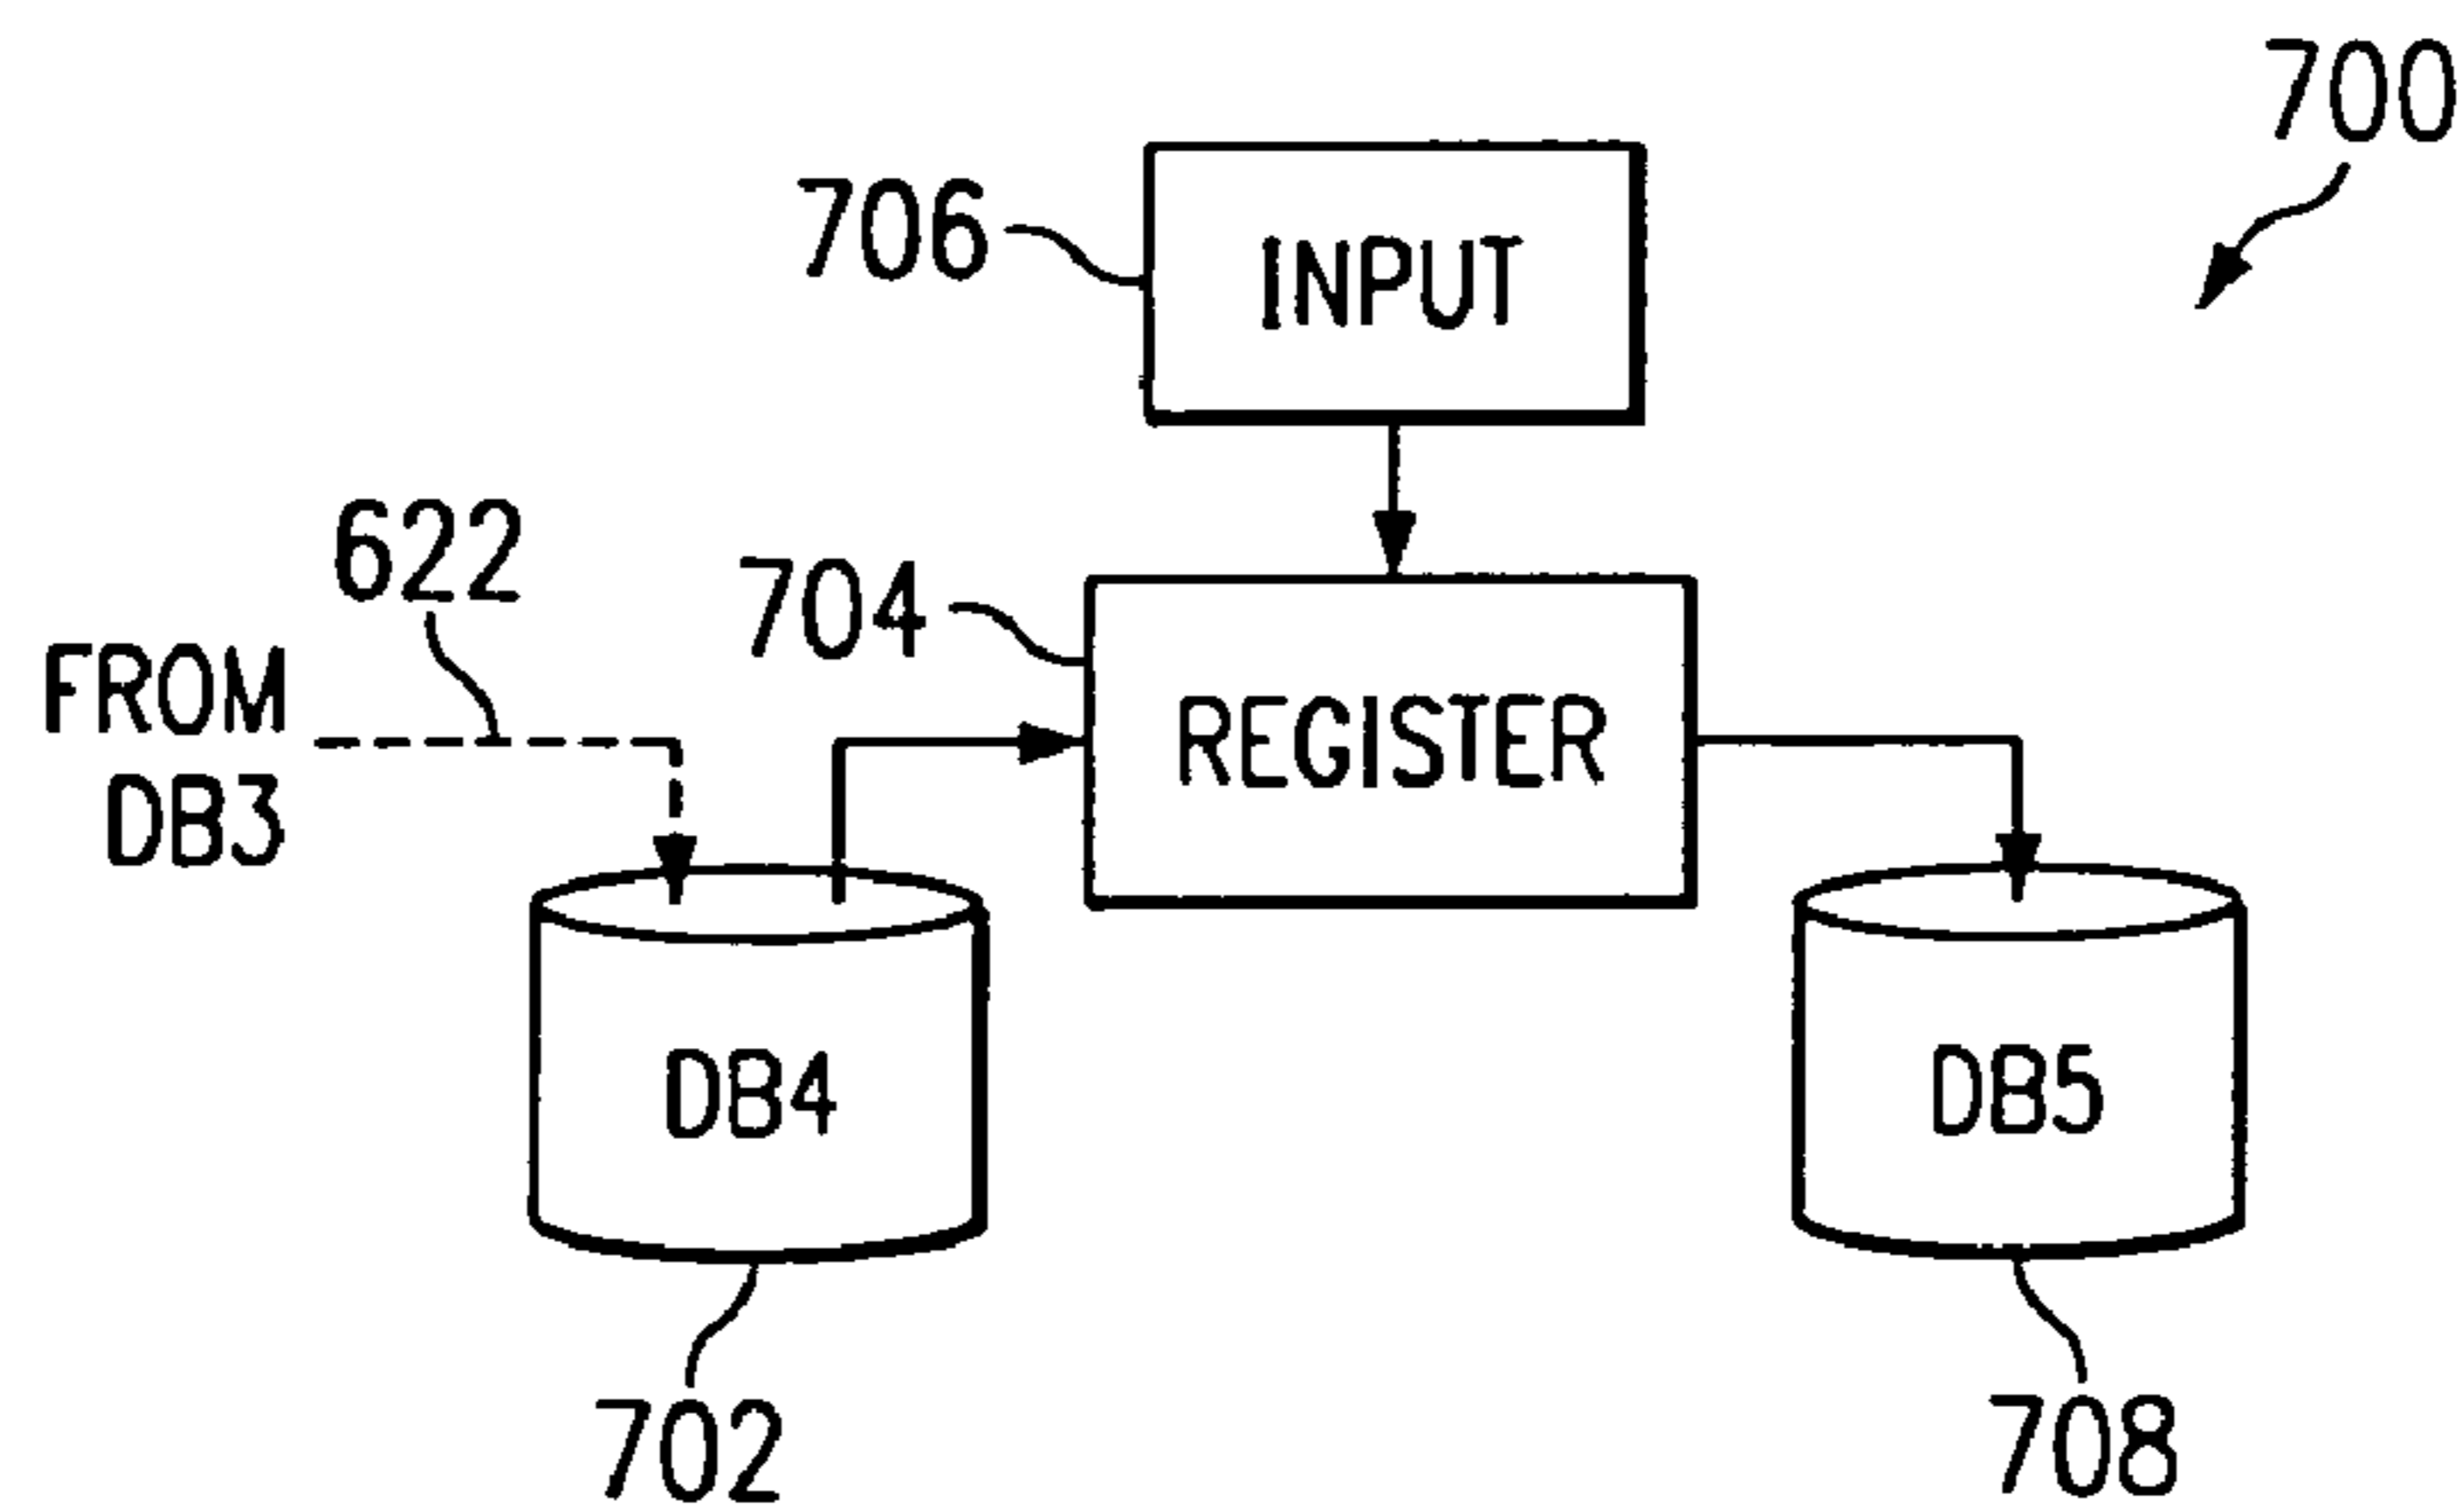 700
706
INPUT
622
704
FROM
DB3
REGISTER
DB4
DB5
702
708